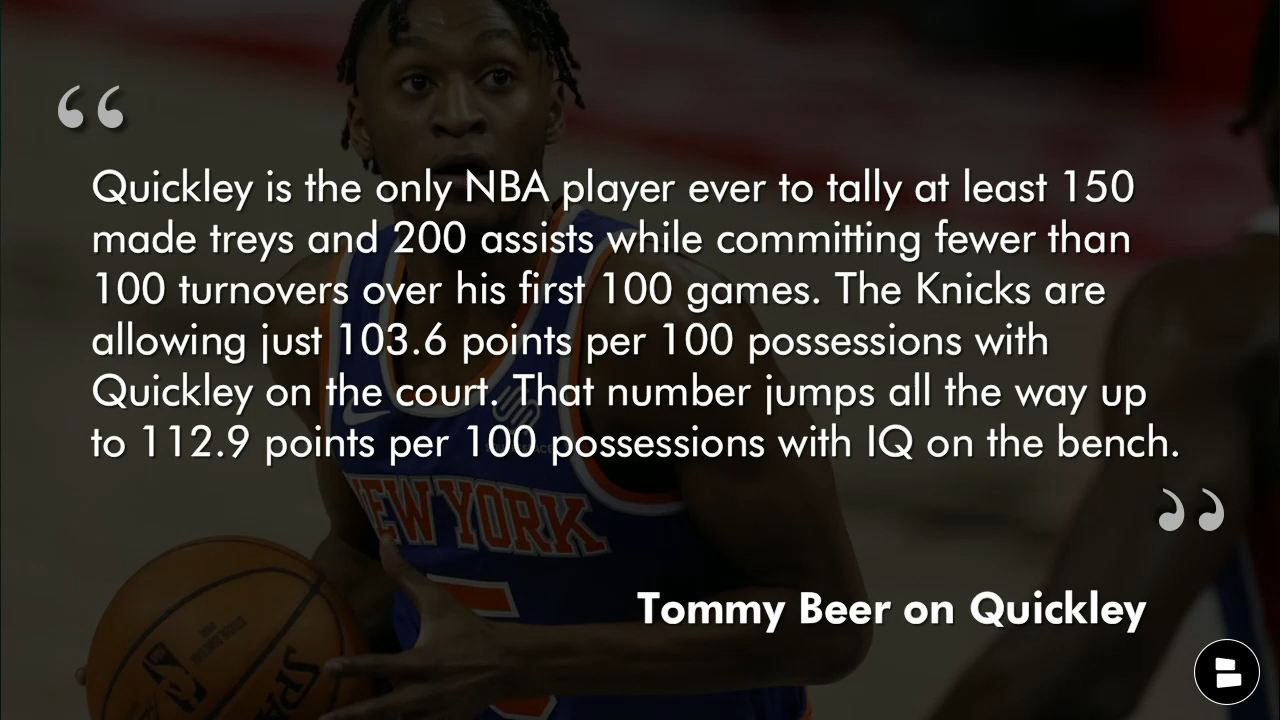 “
Quickley is the only NBA player ever to tally at least 150
made treys and 200 assists while committing fewer than
100 turnovers over his first 100 games. The Knicks are
allowing just 103.6 points per 100 possessions with
Quickley on the court. That number jumps all the way up
to 112.9 points per 100 possessions with IQ on the bench.
”
NEW YORK
5
Tommy Beer on Quickley